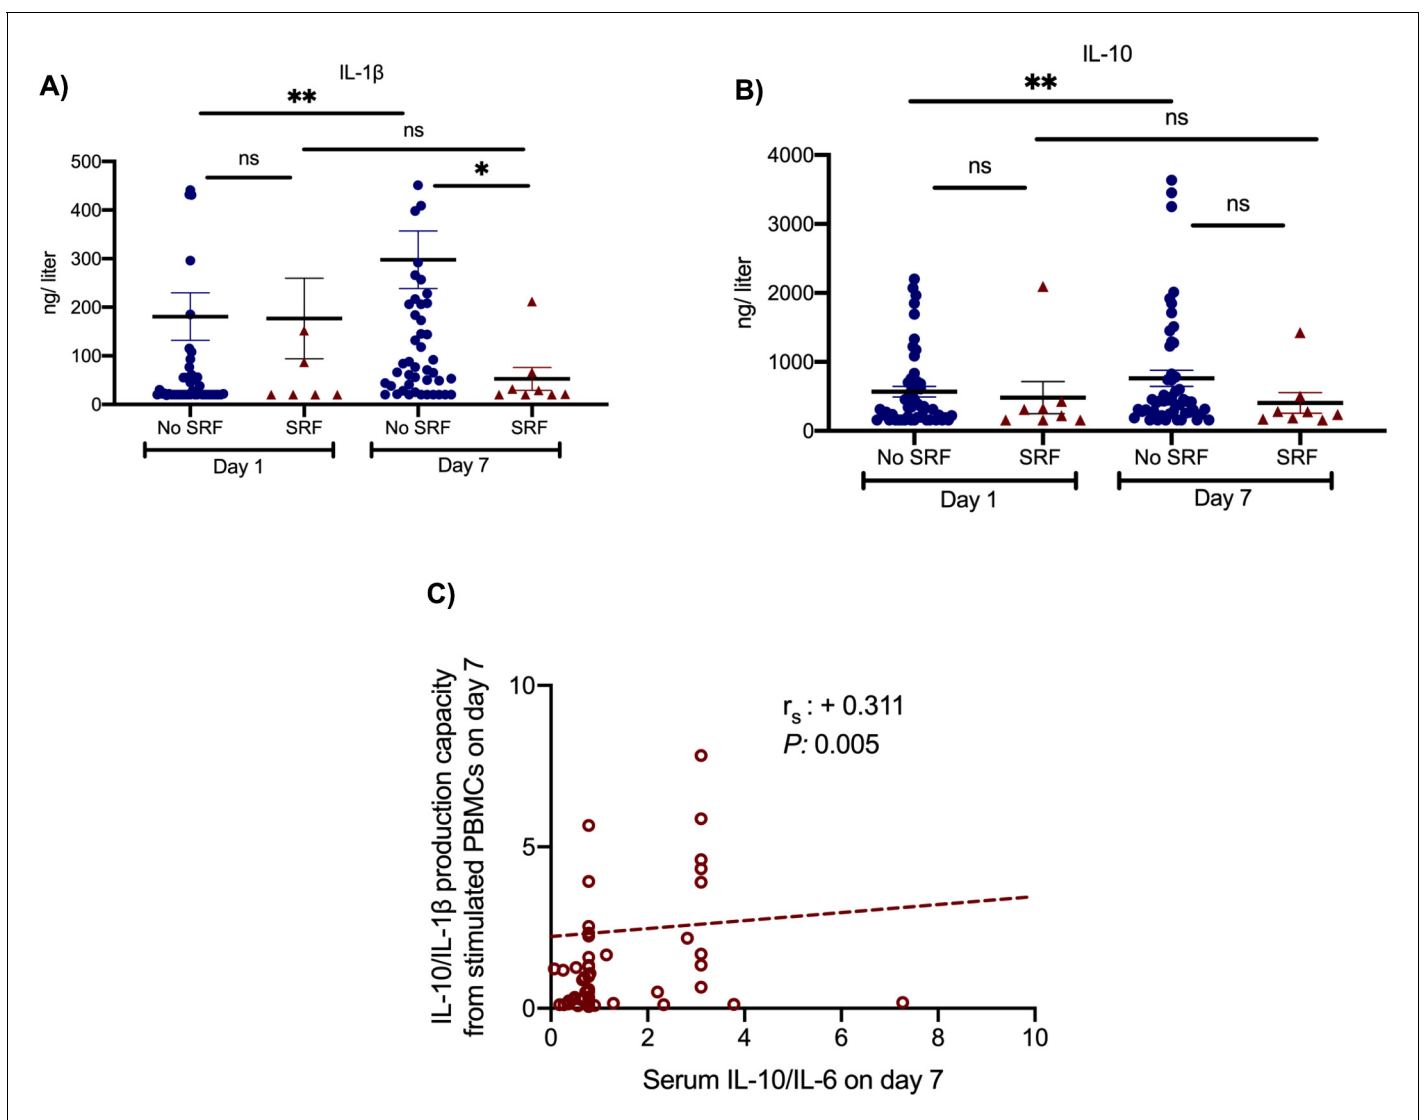 A)
IL-1β
**
ns
ns
*
500
400
300
200
100
0
ng/ liter
No SRF
SRF
No SRF
SRF
Day 1
Day 7
B)
IL-10
**
ns
ns
ns
4000
3000
2000
1000
0
ng/ liter
No SRF
SRF
No SRF
SRF
Day 1
Day 7
C)
IL-10/IL-1β production capacity
from stimulated PBMCs on day 7
10
5
0
rs : + 0.311
P: 0.005
0 2 4 6 8 10
Serum IL-10/IL-6 on day 7